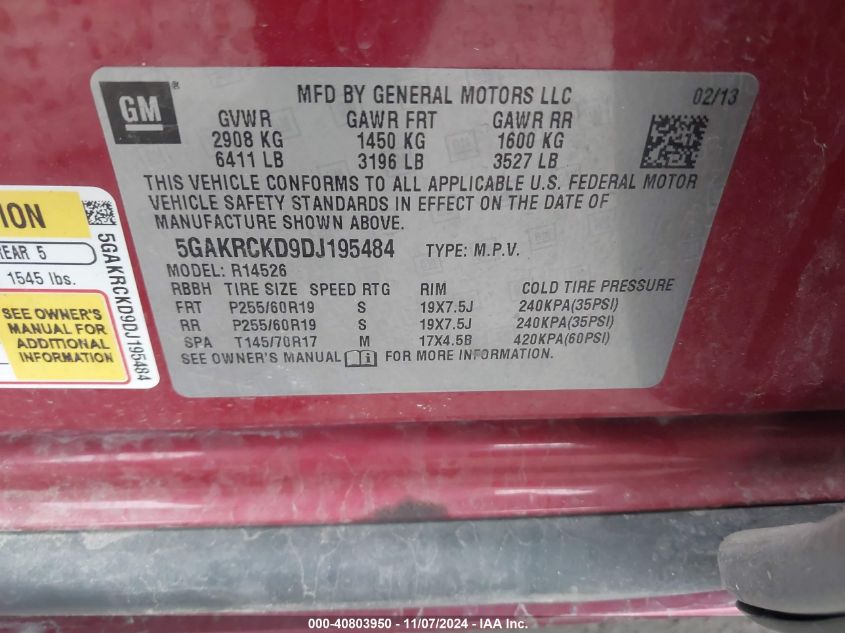 GM ®
MFD BY GENERAL MOTORS LLC 02/13
GVWR GAWR FRT GAWR RR
2908 KG 1450 KG 1600 KG
6411 LB 3196 LB 3527 LB
THIS VEHICLE CONFORMS TO ALL APPLICABLE U.S. FEDERAL MOTOR
VEHICLE SAFETY STANDARDS IN EFFECT ON THE DATE OF
MANUFACTURE SHOWN ABOVE.
5GAKRCKD9DJ195484 TYPE: M.P.V.
MODEL: R14526
RBBH TIRE SIZE SPEED RTG RIM COLD TIRE PRESSURE
FRT P255/60R19 S 19X7.5J 240KPA(35PSI)
RR P255/60R19 S 19X7.5J 240KPA(35PSI)
SPA T145/70R17 M 17X4.5B 420KPA(60PSI)
SEE OWNER'S MANUAL FOR MORE INFORMATION.
ION
REAR 5
1545 lbs.
SEE OWNER'S
MANUAL FOR
ADDITIONAL
INFORMATION
5GAKRCKD9DJ195484
000-40803950 - 11/07/2024 - IAA Inc.